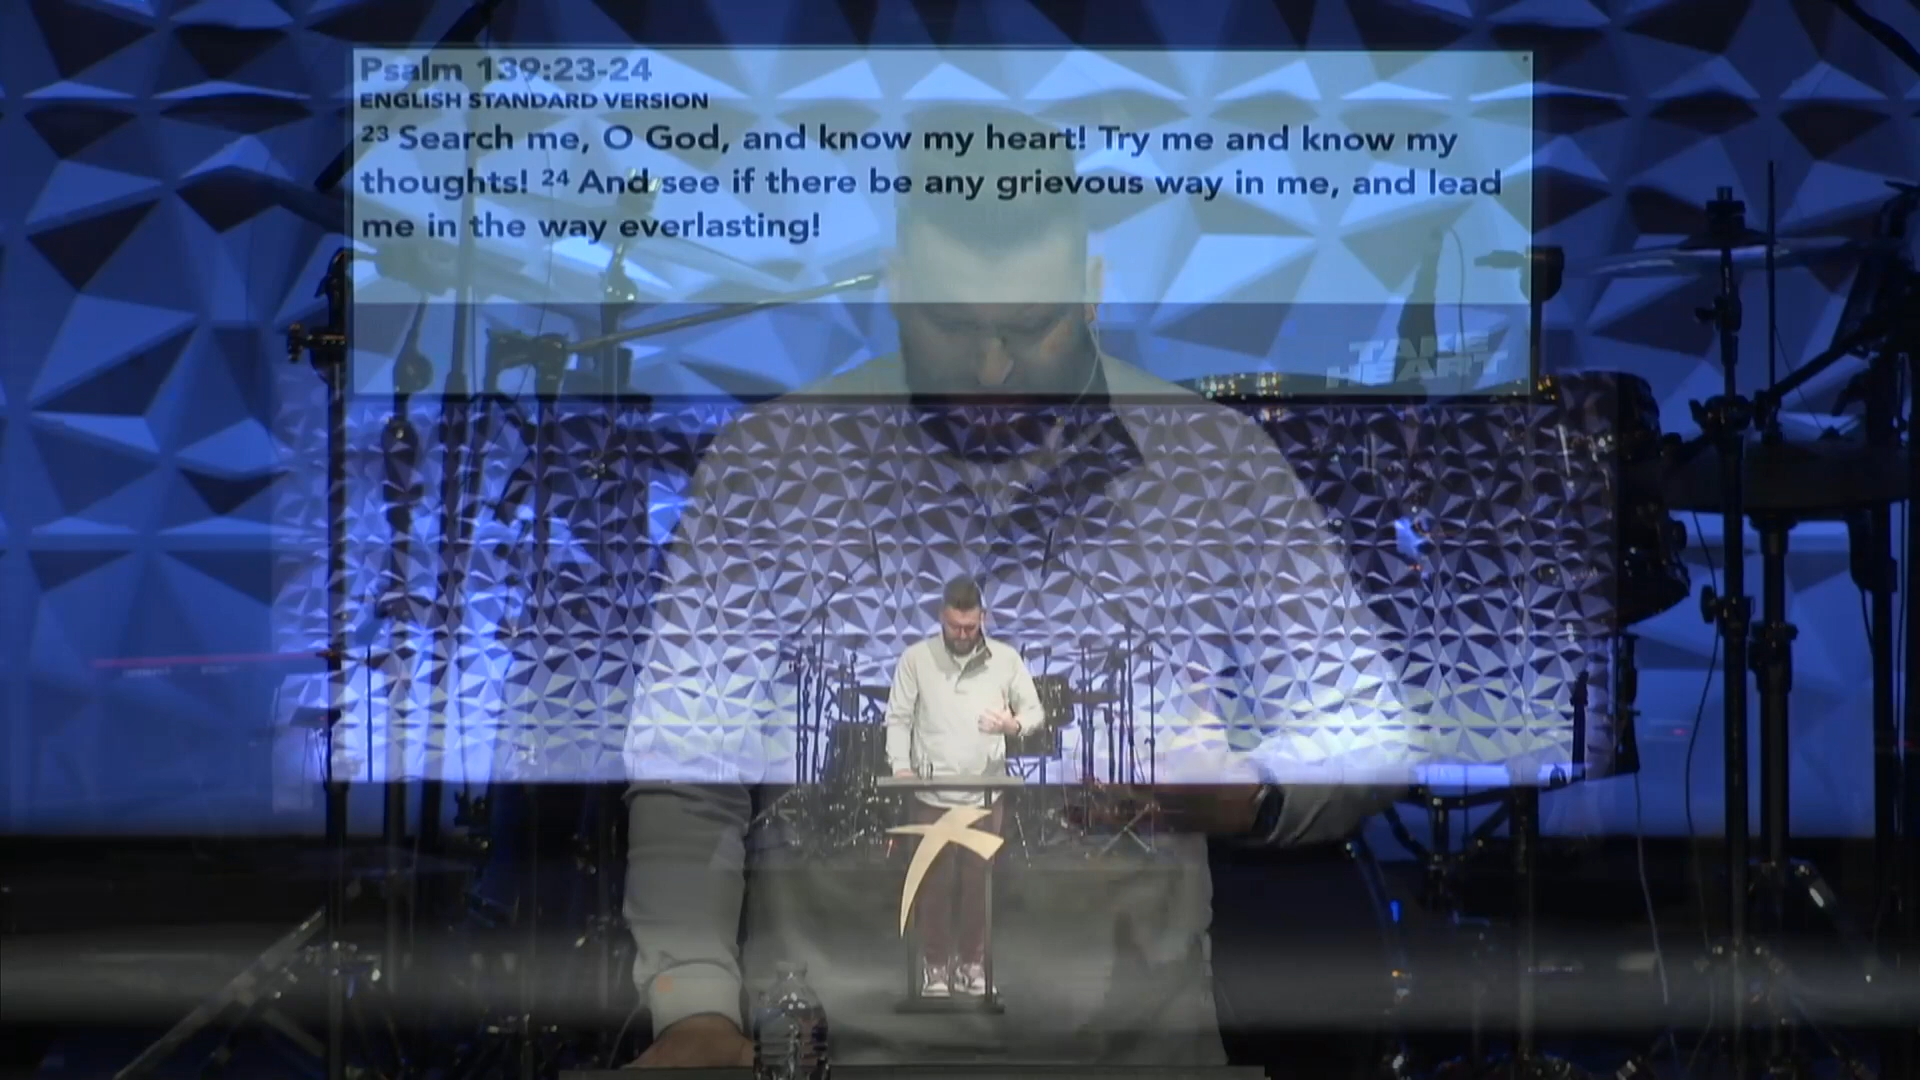 Psalm 139:23-24
ENGLISH STANDARD VERSION
23 Search me, O God, and know my heart! Try me and know my
thoughts! 24 And see if there be any grievous way in me, and lead
me in the way everlasting!
TAKE
HEART